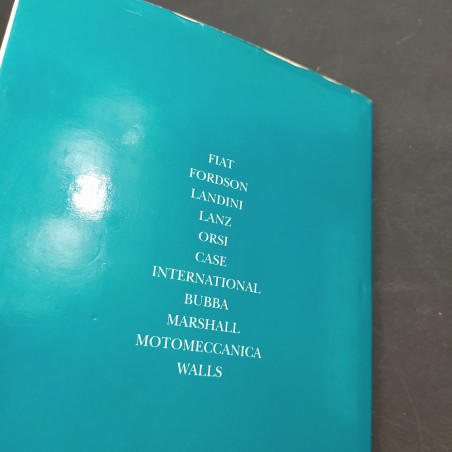 FIAT
FORDSON
LANDINI
LANZ
ORSI
CASE
INTERNATIONAL
BUBBA
MARSHALL
MOTOMECCANICA
WALLS